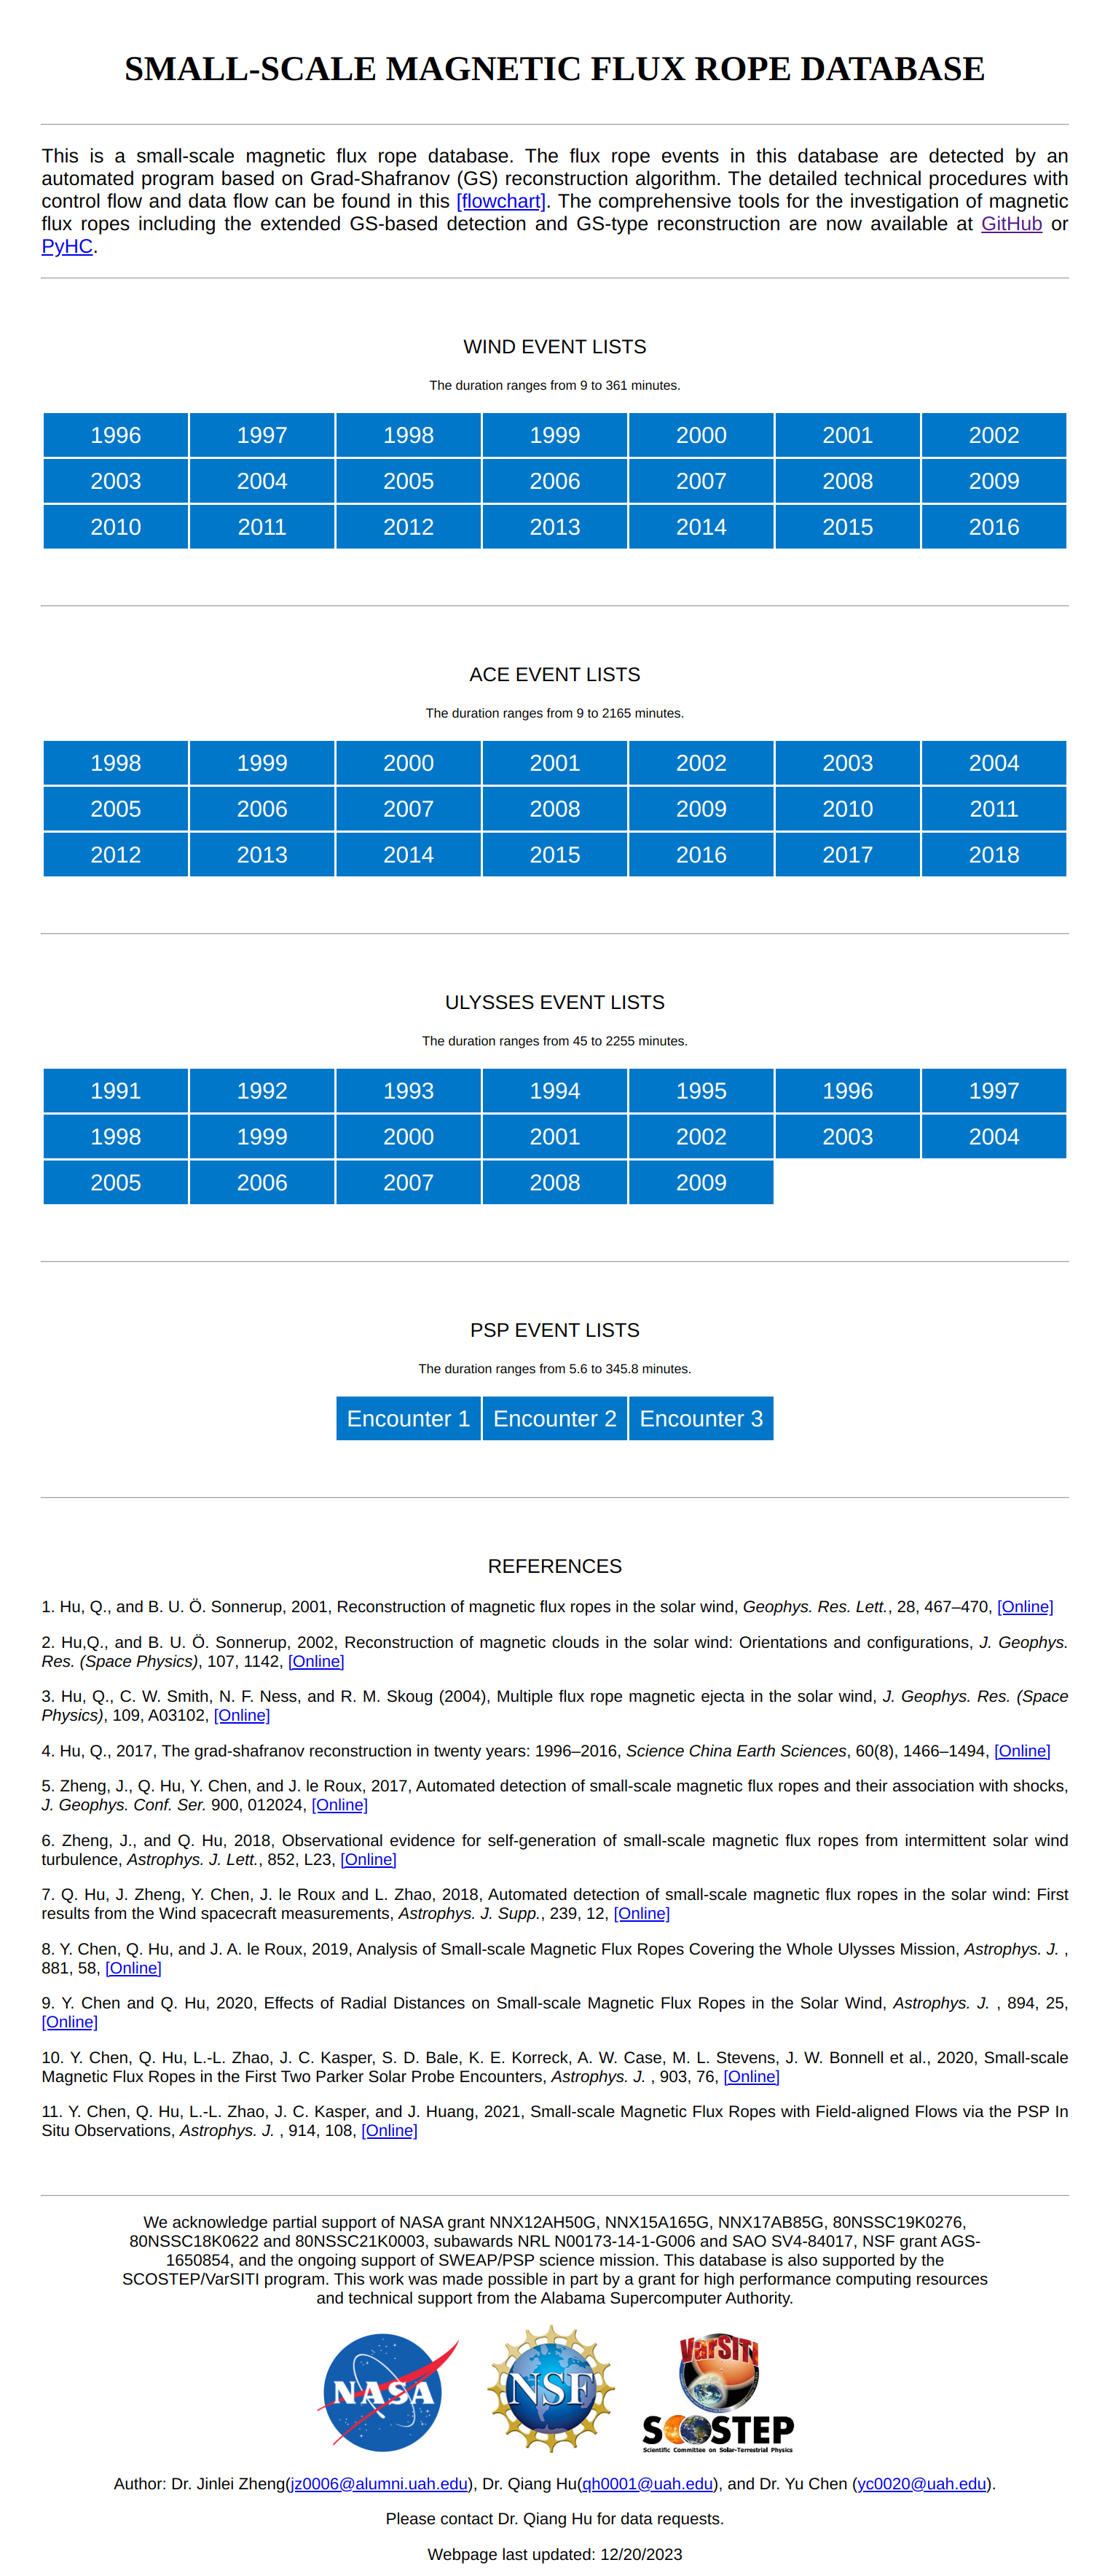 SMALL-SCALE MAGNETIC FLUX ROPE DATABASE
This is a small-scale magnetic flux rope database. The flux rope events in this database are detected by an
automated program based on Grad-Shafranov (GS) reconstruction algorithm. The detailed technical procedures with
control flow and data flow can be found in this [flowchart]. The comprehensive tools for the investigation of magnetic
flux ropes including the extended GS-based detection and GS-type reconstruction are now available at GitHub or
PyHC.
WIND EVENT LISTS
The duration ranges from 9 to 361 minutes.
1996 1997 1998 1999 2000 2001 2002
2003 2004 2005 2006 2007 2008 2009
2010 2011 2012 2013 2014 2015 2016
ACE EVENT LISTS
The duration ranges from 9 to 2165 minutes.
1998 1999 2000 2001 2002 2003 2004
2005 2006 2007 2008 2009 2010 2011
2012 2013 2014 2015 2016 2017 2018
ULYSSES EVENT LISTS
The duration ranges from 45 to 2255 minutes.
1991 1992 1993 1994 1995 1996 1997
1998 1999 2000 2001 2002 2003 2004
2005 2006 2007 2008 2009
PSP EVENT LISTS
The duration ranges from 5.6 to 345.8 minutes.
Encounter 1 Encounter 2 Encounter 3
REFERENCES
1. Hu, Q., and B. U. Ö. Sonnerup, 2001, Reconstruction of magnetic flux ropes in the solar wind, Geophys. Res. Lett., 28, 467–470, [Online]
2. Hu,Q., and B. U. Ö. Sonnerup, 2002, Reconstruction of magnetic clouds in the solar wind: Orientations and configurations, J. Geophys.
Res. (Space Physics), 107, 1142, [Online]
3. Hu, Q., C. W. Smith, N. F. Ness, and R. M. Skoug (2004), Multiple flux rope magnetic ejecta in the solar wind, J. Geophys. Res. (Space
Physics), 109, A03102, [Online]
4. Hu, Q., 2017, The grad-shafranov reconstruction in twenty years: 1996–2016, Science China Earth Sciences, 60(8), 1466–1494, [Online]
5. Zheng, J., Q. Hu, Y. Chen, and J. le Roux, 2017, Automated detection of small-scale magnetic flux ropes and their association with shocks,
J. Geophys. Conf. Ser. 900, 012024, [Online]
6. Zheng, J., and Q. Hu, 2018, Observational evidence for self-generation of small-scale magnetic flux ropes from intermittent solar wind
turbulence, Astrophys. J. Lett., 852, L23, [Online]
7. Q. Hu, J. Zheng, Y. Chen, J. le Roux and L. Zhao, 2018, Automated detection of small-scale magnetic flux ropes in the solar wind: First
results from the Wind spacecraft measurements, Astrophys. J. Supp., 239, 12, [Online]
8. Y. Chen, Q. Hu, and J. A. le Roux, 2019, Analysis of Small-scale Magnetic Flux Ropes Covering the Whole Ulysses Mission, Astrophys. J. ,
881, 58, [Online]
9. Y. Chen and Q. Hu, 2020, Effects of Radial Distances on Small-scale Magnetic Flux Ropes in the Solar Wind, Astrophys. J. , 894, 25,
[Online]
10. Y. Chen, Q. Hu, L.-L. Zhao, J. C. Kasper, S. D. Bale, K. E. Korreck, A. W. Case, M. L. Stevens, J. W. Bonnell et al., 2020, Small-scale
Magnetic Flux Ropes in the First Two Parker Solar Probe Encounters, Astrophys. J. , 903, 76, [Online]
11. Y. Chen, Q. Hu, L.-L. Zhao, J. C. Kasper, and J. Huang, 2021, Small-scale Magnetic Flux Ropes with Field-aligned Flows via the PSP In
Situ Observations, Astrophys. J. , 914, 108, [Online]
We acknowledge partial support of NASA grant NNX12AH50G, NNX15A165G, NNX17AB85G, 80NSSC19K0276,
80NSSC18K0622 and 80NSSC21K0003, subawards NRL N00173-14-1-G006 and SAO SV4-84017, NSF grant AGS-
1650854, and the ongoing support of SWEAP/PSP science mission. This database is also supported by the
SCOSTEP/VarSITI program. This work was made possible in part by a grant for high performance computing resources
and technical support from the Alabama Supercomputer Authority.
NASA
NSF
VarSITI
SCOSTEP
Scientific Committee on Solar-Terrestrial Physics
Author: Dr. Jinlei Zheng(jz0006@alumni.uah.edu), Dr. Qiang Hu(qh0001@uah.edu), and Dr. Yu Chen (yc0020@uah.edu).
Please contact Dr. Qiang Hu for data requests.
Webpage last updated: 12/20/2023